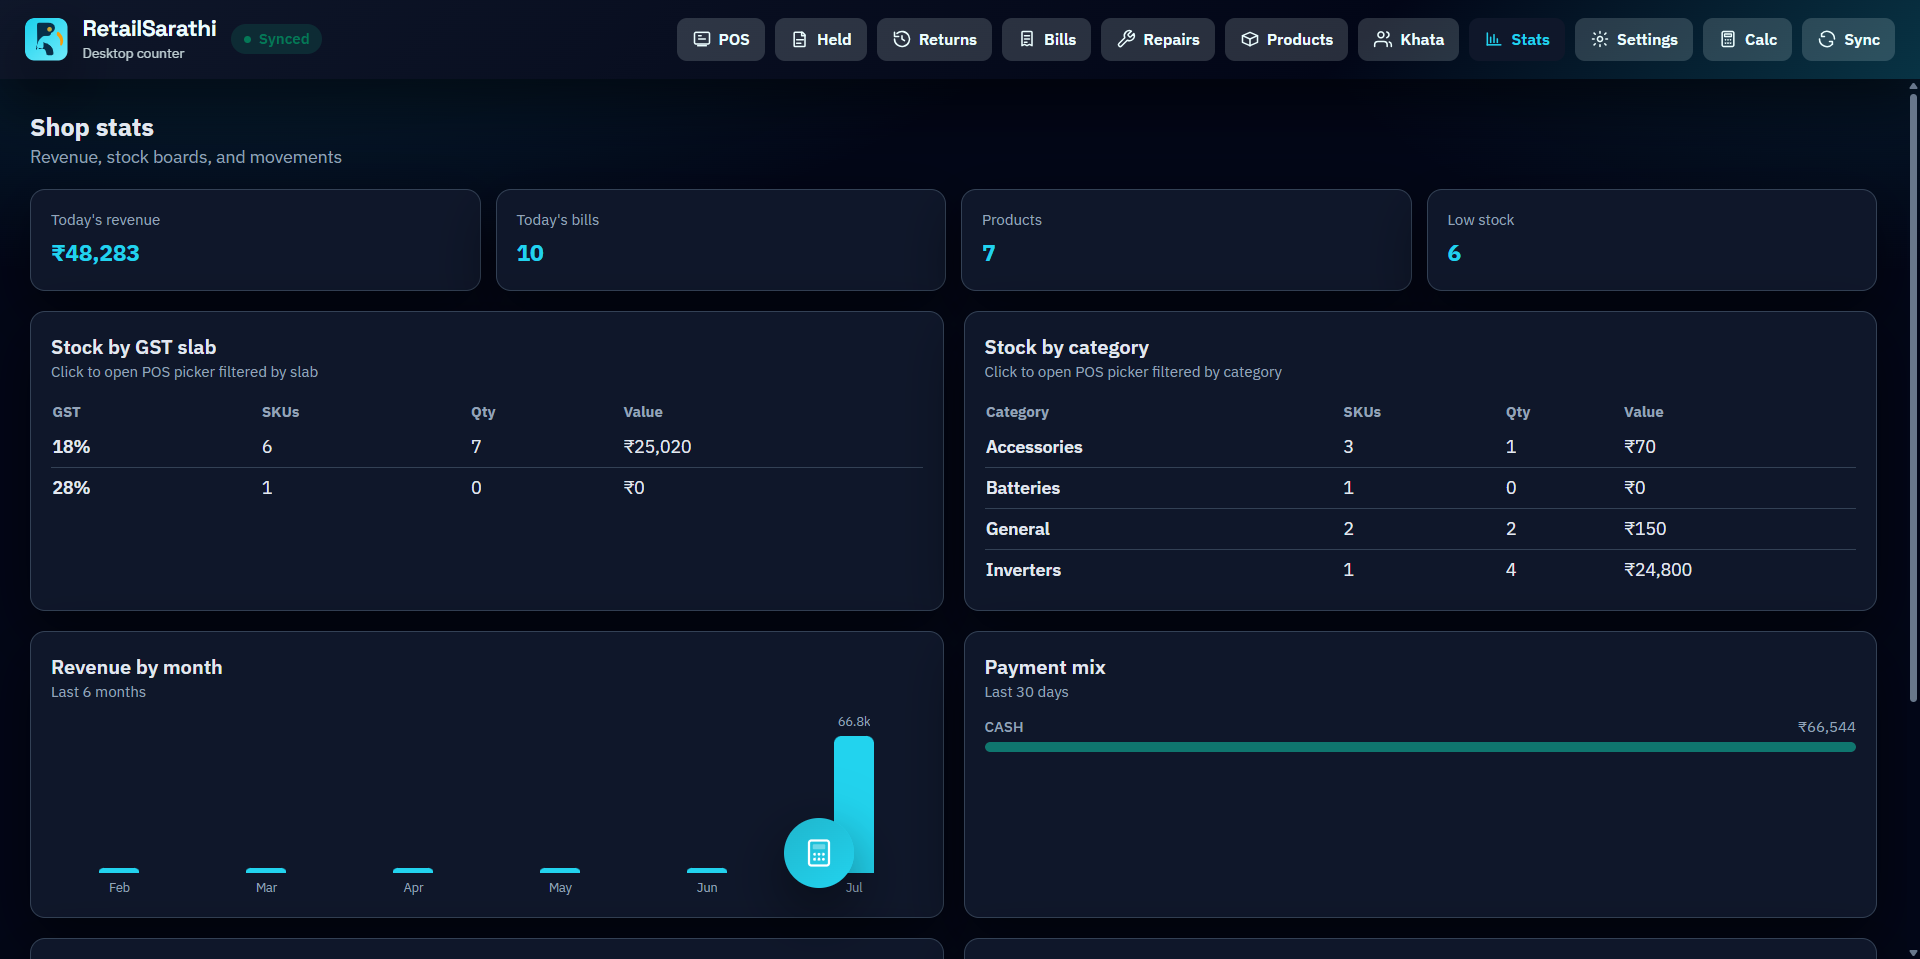 RetailSarathi
Desktop counter
Synced
POS
Held
Returns
Bills
Repairs
Products
Khata
Stats
Settings
Calc
Sync
Shop stats
Revenue, stock boards, and movements
Today's revenue
₹48,283
Today's bills
10
Products
7
Low stock
6
Stock by GST slab
Click to open POS picker filtered by slab
GST SKUs Qty Value
18% 6 7 ₹25,020
28% 1 0 ₹0
Stock by category
Click to open POS picker filtered by category
Category SKUs Qty Value
Accessories 3 1 ₹70
Batteries 1 0 ₹0
General 2 2 ₹150
Inverters 1 4 ₹24,800
Revenue by month
Last 6 months
66.8k
Feb Mar Apr May Jun Jul
Payment mix
Last 30 days
CASH ₹66,544